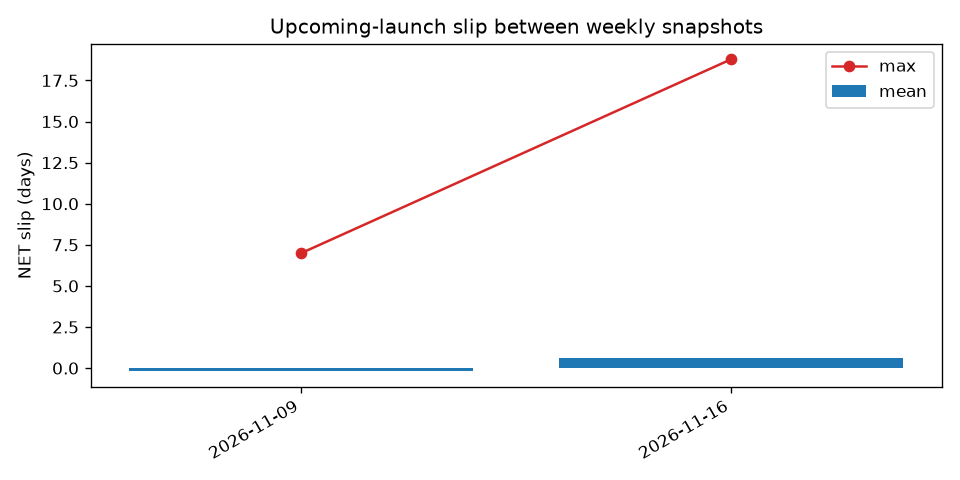 Upcoming-launch slip between weekly snapshots
max
mean
NET slip (days)
17.5
15.0
12.5
10.0
7.5
5.0
2.5
0.0
2026-11-09
2026-11-16